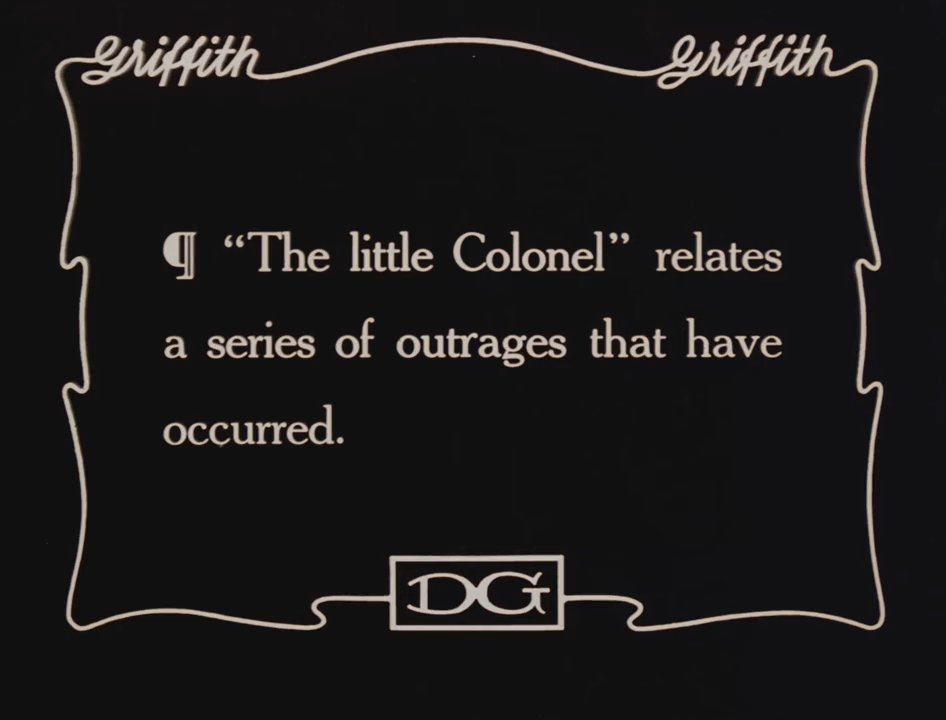 Griffith Griffith
¶ “The little Colonel” relates
a series of outrages that have
occurred.
DG